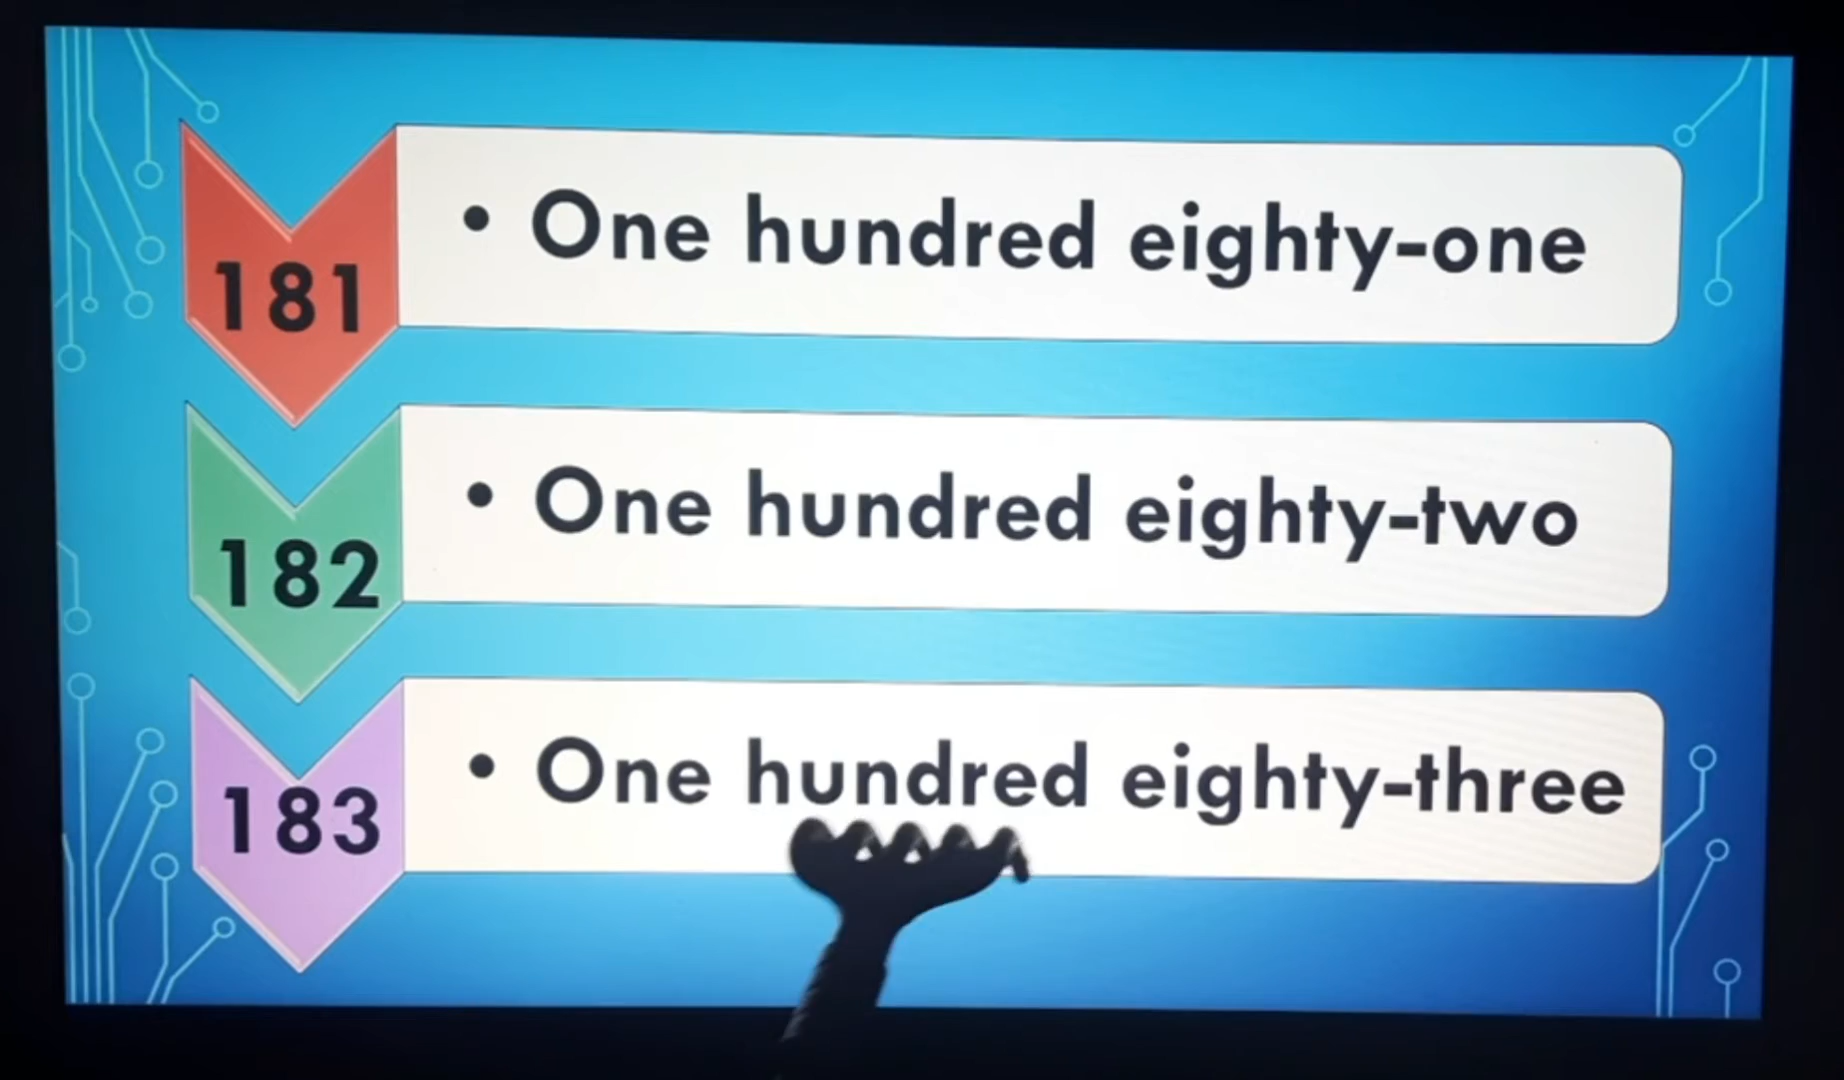 181
• One hundred eighty-one
182
• One hundred eighty-two
183
• One hundred eighty-three